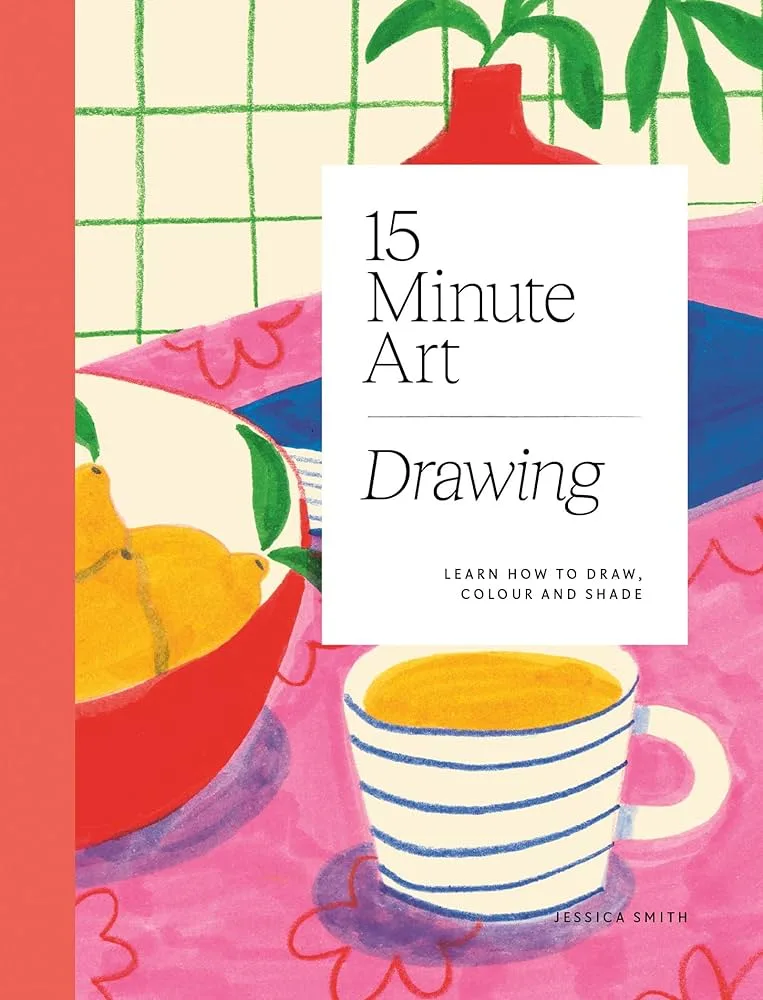 15
Minute
Art
Drawing
LEARN HOW TO DRAW,
COLOUR AND SHADE
JESSICA SMITH